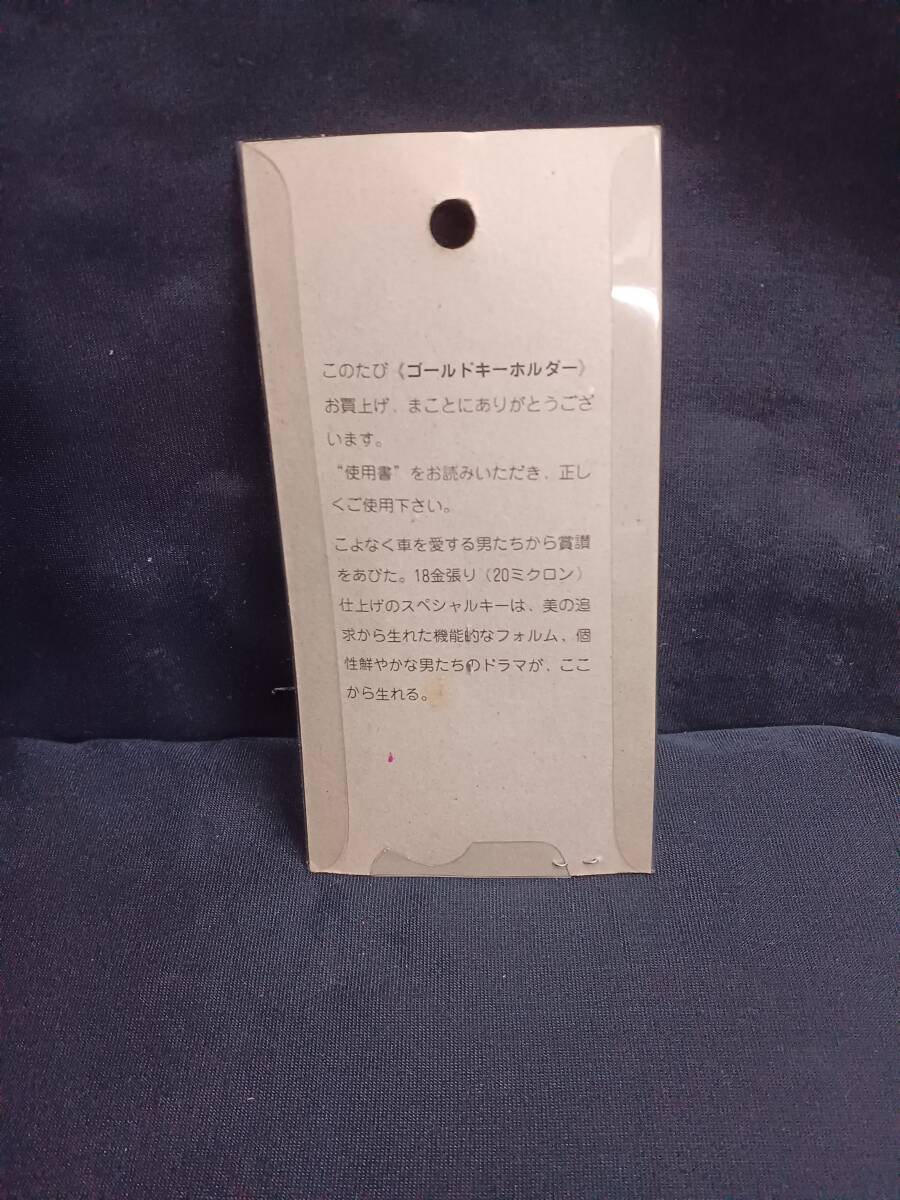 このたび《ゴールドキーホルダー》
お買上げ、まことにありがとうござ
います。
“使用書”をお読みいただき、正し
くご使用下さい。
こよなく車を愛する男たちから賞讃
をあびた。18金張り（20ミクロン）
仕上げのスペシャルキーは、美の追
求から生れた機能的なフォルム、個
性鮮やかな男たちのドラマが、ここ
から生れる。